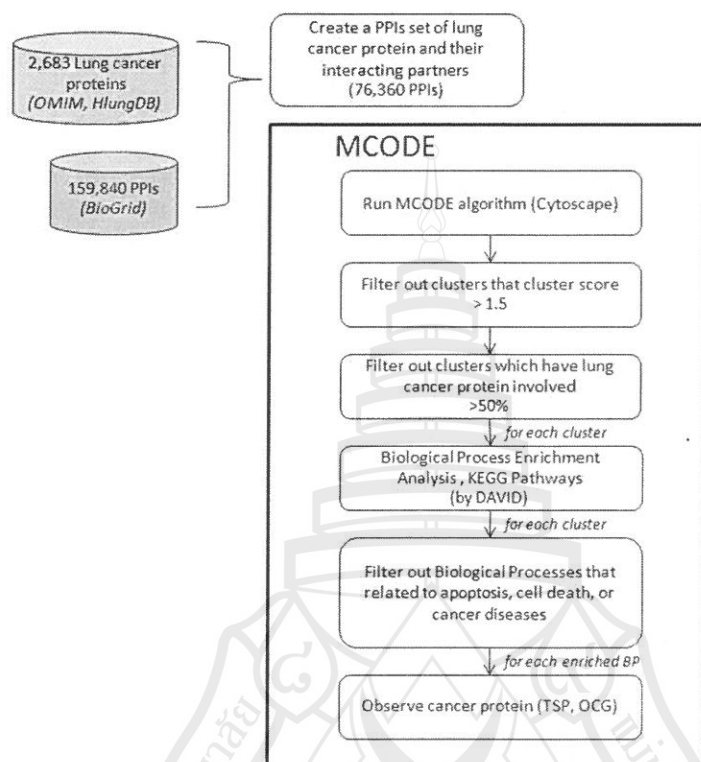 2,683 Lung cancer
proteins
(OMIM, HlungDB)
159,840 PPIs
(BioGrid)
Create a PPIs set of lung
cancer protein and their
interacting partners
(76,360 PPIs)
MCODE
Run MCODE algorithm (Cytoscape)
Filter out clusters that cluster score
> 1.5
Filter out clusters which have lung
cancer protein involved
>50%
for each cluster
Biological Process Enrichment
Analysis , KEGG Pathways
(by DAVID)
for each cluster
Filter out Biological Processes that
related to apoptosis, cell death, or
cancer diseases
for each enriched BP
Observe cancer protein (TSP, OCG)